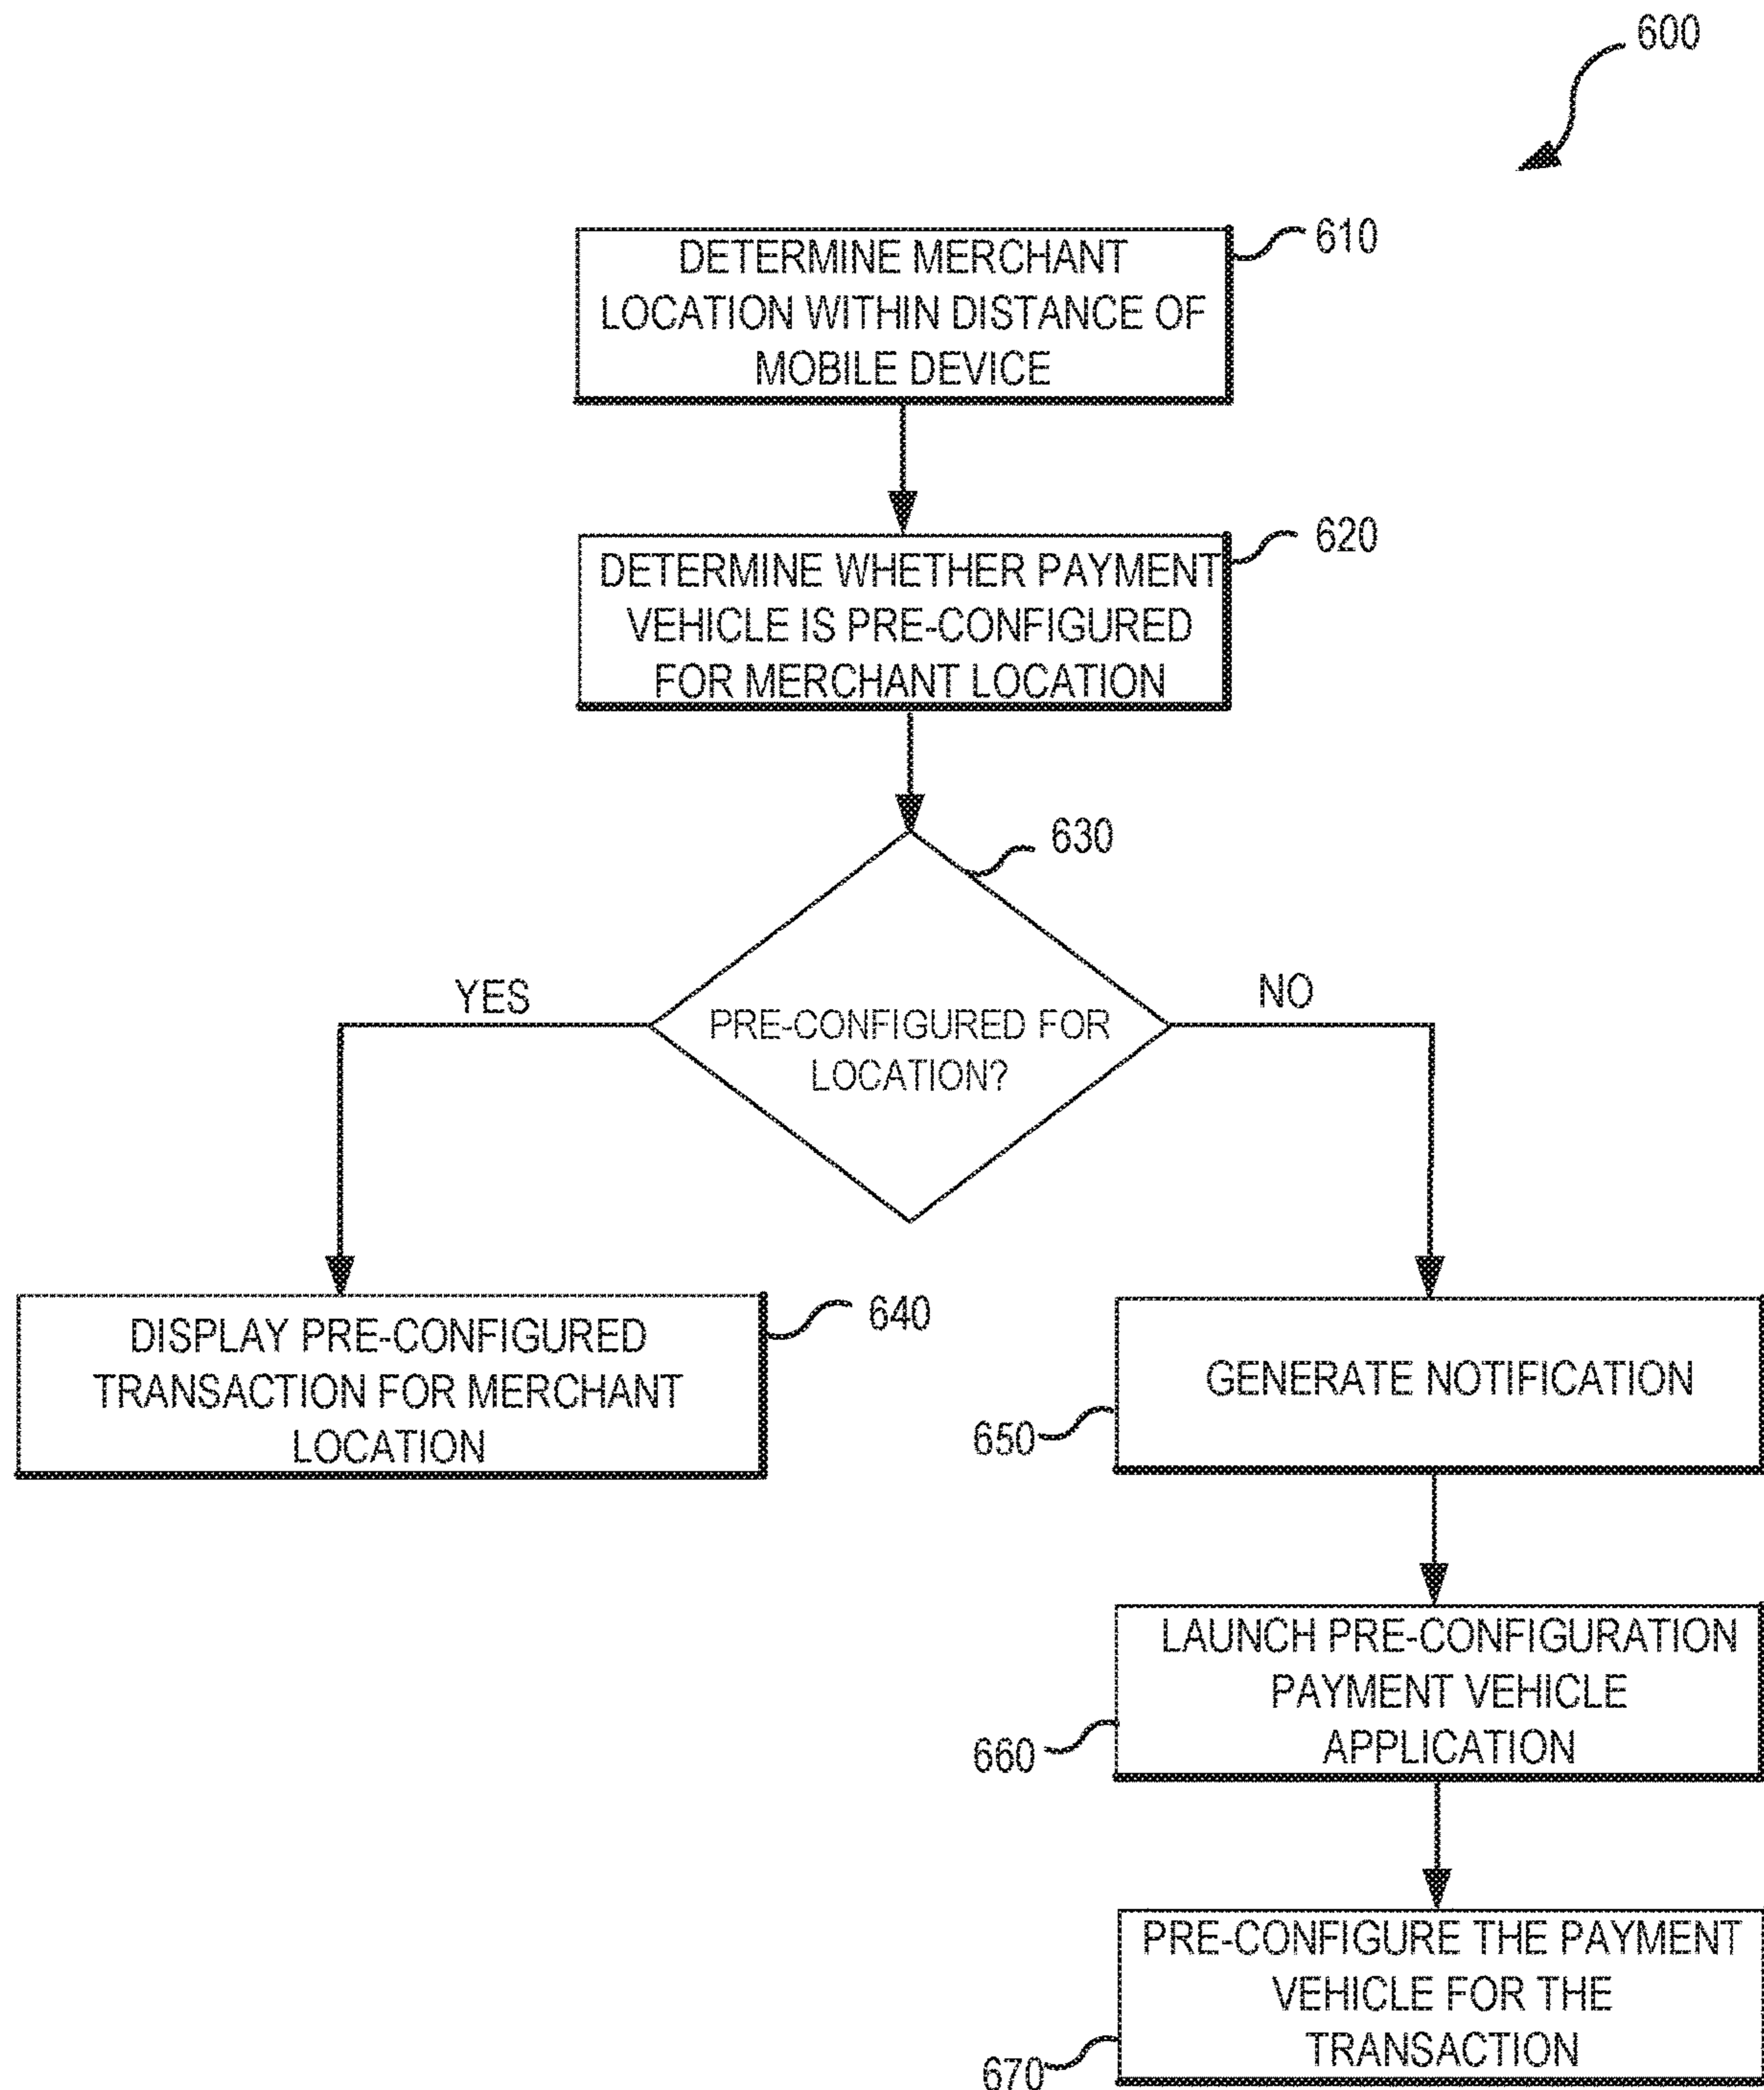 600
DETERMINE MERCHANT
LOCATION WITHIN DISTANCE OF
MOBILE DEVICE
610
DETERMINE WHETHER PAYMENT
VEHICLE IS PRE-CONFIGURED
FOR MERCHANT LOCATION
620
630
PRE-CONFIGURED FOR
LOCATION?
YES
NO
DISPLAY PRE-CONFIGURED
TRANSACTION FOR MERCHANT
LOCATION
640
GENERATE NOTIFICATION
650
LAUNCH PRE-CONFIGURATION
PAYMENT VEHICLE
APPLICATION
660
PRE-CONFIGURE THE PAYMENT
VEHICLE FOR THE
TRANSACTION
670